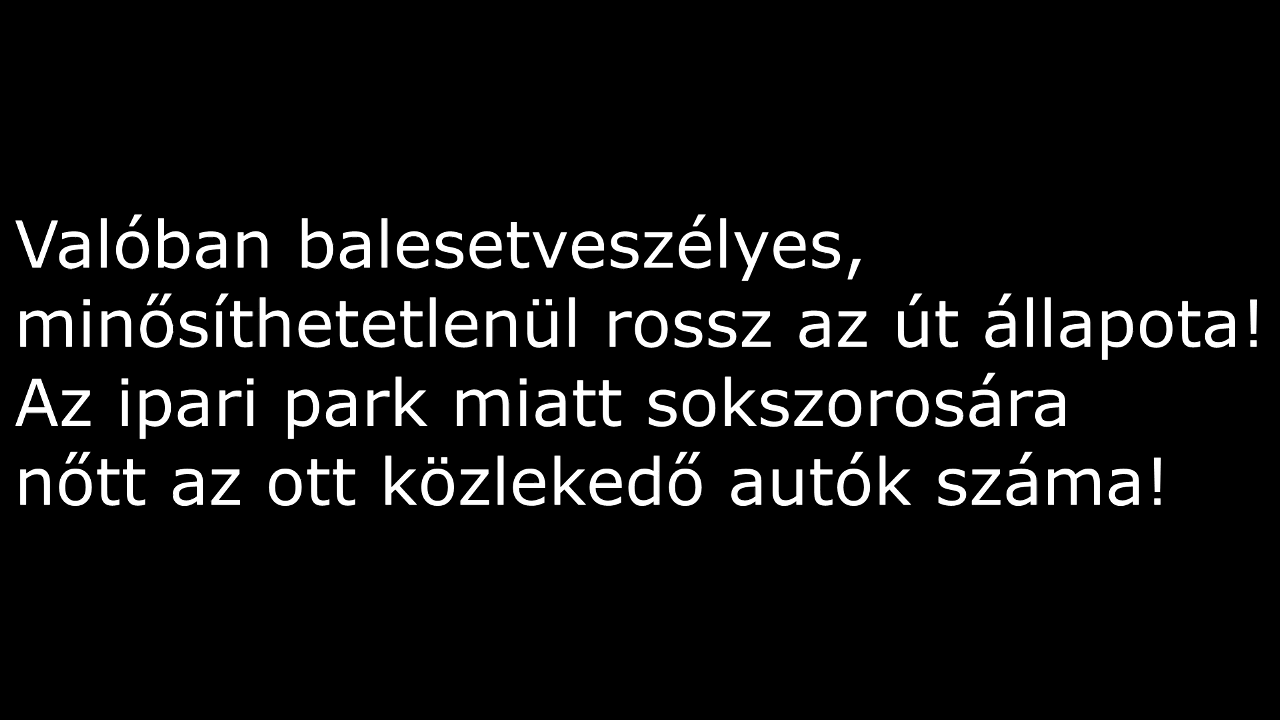 Valóban balesetveszélyes,
minősíthetetlenül rossz az út állapota!
Az ipari park miatt sokszorosára
nőtt az ott közlekedő autók száma!